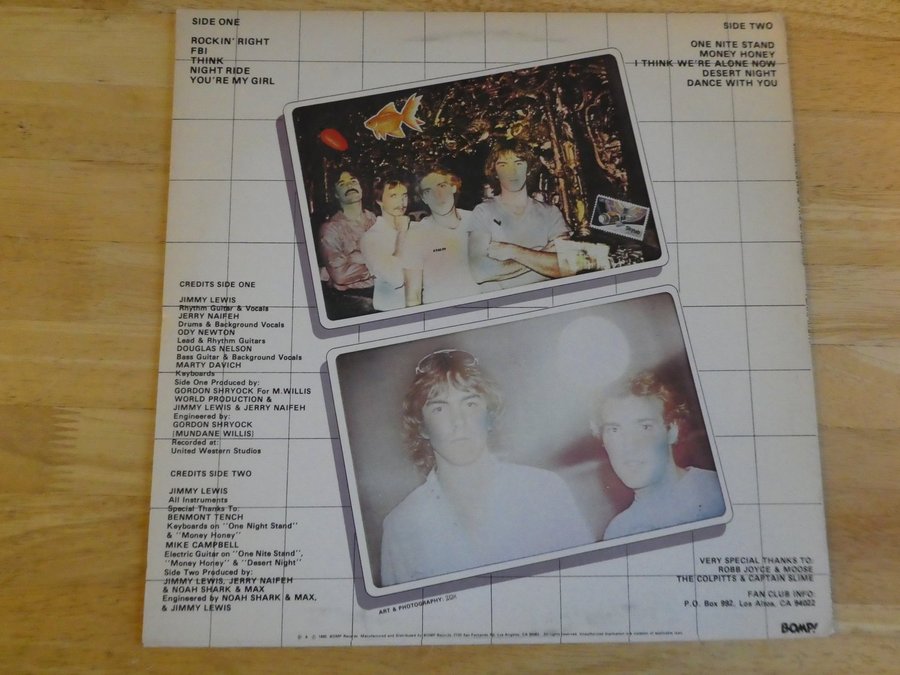 SIDE ONE
ROCKIN' RIGHT
FBI
THINK
NIGHT RIDE
YOU'RE MY GIRL
SIDE TWO
ONE NITE STAND
MONEY HONEY
I THINK WE'RE ALONE NOW
DESERT NIGHT
DANCE WITH YOU
CREDITS SIDE ONE
JIMMY LEWIS
Rhythm Guitar & Vocals
JERRY NAIFEH
Drums & Background Vocals
ODY NEWTON
Lead & Rhythm Guitars
DOUGLAS NELSON
Bass Guitar & Background Vocals
MARTY DAVICH
Keyboards
Side One Produced by:
GORDON SHRYOCK For M.WILLIS
WORLD PRODUCTION &
JIMMY LEWIS & JERRY NAIFEH
Engineered by:
GORDON SHRYOCK
(MUNDANE WILLIS)
Recorded at:
United Western Studios
CREDITS SIDE TWO
JIMMY LEWIS
All Instruments
Special Thanks To:
BENMONT TENCH
Keyboards on "One Night Stand"
& "Money Honey"
MIKE CAMPBELL
Electric Guitar on "One Nite Stand",
"Money Honey" & "Desert Night"
Side Two Produced by:
JIMMY LEWIS, JERRY NAIFEH
& NOAH SHARK & MAX
Engineered by NOAH SHARK & MAX,
& JIMMY LEWIS
ART & PHOTOGRAPHY:
VERY SPECIAL THANKS TO:
ROBB JOYCE & MOOSE
THE COLPITTS & CAPTAIN SLIME
FAN CLUB INFO:
P.O. Box 992, Los Altos, CA 94022
BOMP!